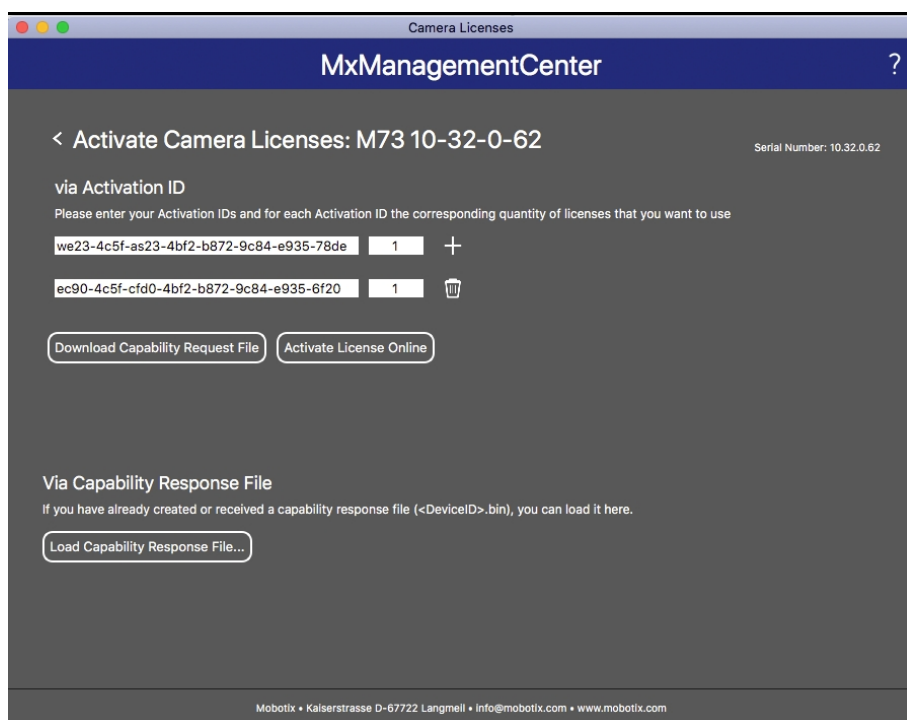 Camera Licenses
MxManagementCenter
?
< Activate Camera Licenses: M73 10-32-0-62
Serial Number: 10.32.0.62
via Activation ID
Please enter your Activation IDs and for each Activation ID the corresponding quantity of licenses that you want to use
we23-4c5f-as23-4bf2-b872-9c84-e935-78de 1 +
ec90-4c5f-cfd0-4bf2-b872-9c84-e935-6f20 1
Download Capability Request File Activate License Online
Via Capability Response File
If you have already created or received a capability response file (<DeviceID>.bin), you can load it here.
Load Capability Response File...
Mobotix • Kaiserstrasse D-67722 Langmeil • info@mobotix.com • www.mobotix.com